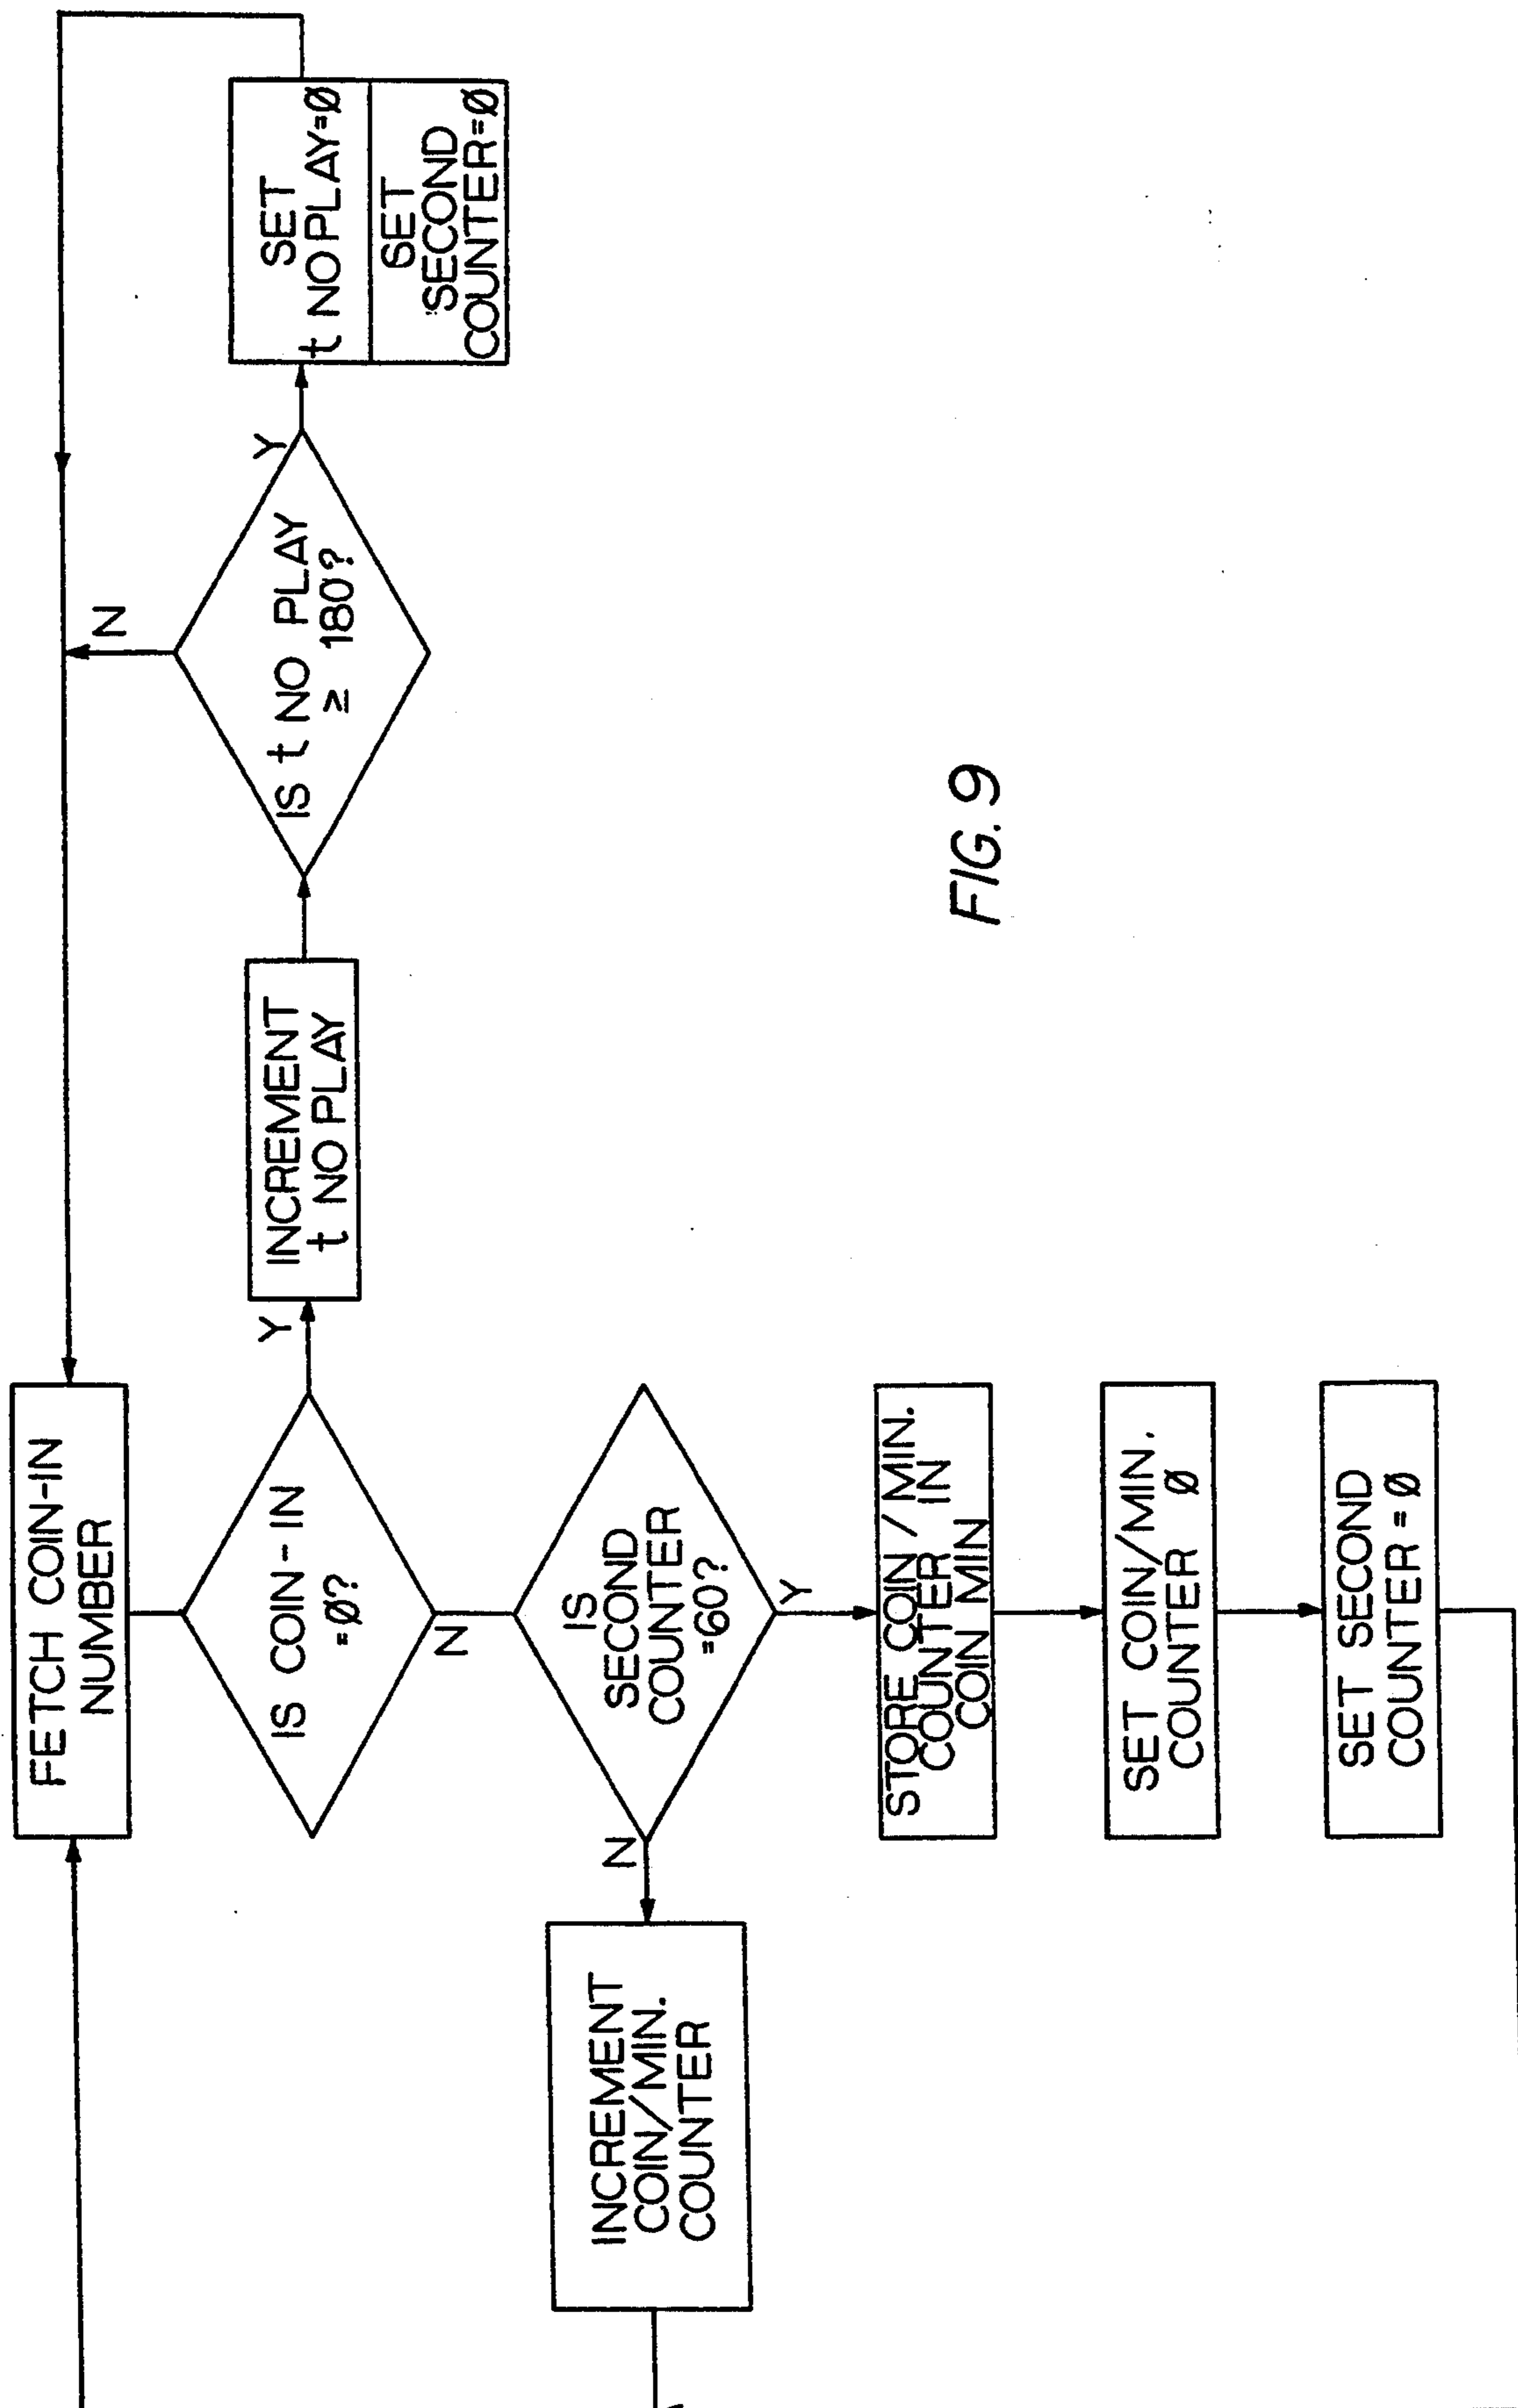 FETCH COIN-IN
NUMBER
IS COIN-IN
=Ø?
Y
N
INCREMENT
t NO PLAY
IS t NO PLAY
≥ 180?
N
Y
SET
t NO PLAY=Ø
SET
SECOND
COUNTER=Ø
IS
SECOND
COUNTER
=60?
N
Y
INCREMENT
COIN/MIN.
COUNTER
STORE COIN / MIN.
COUNTER IN
COIN MIN
SET COIN/MIN.
COUNTER Ø
SET SECOND
COUNTER = Ø
FIG. 9